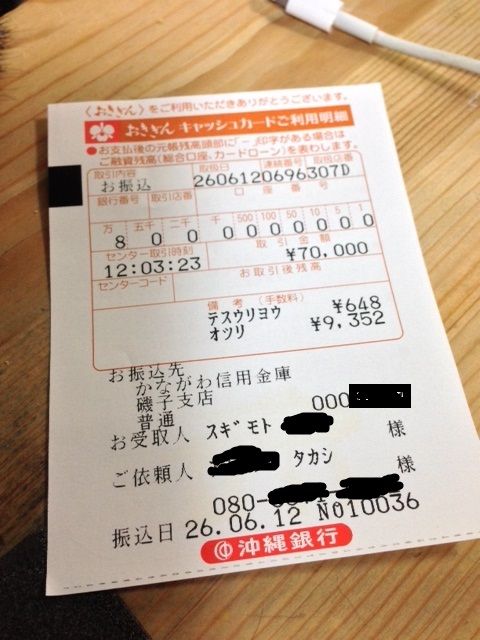 〈おきぎん〉をご利用いただきありがとうございます。
おきぎん キャッシュカードご利用明細
●お支払後の元帳残高頭部に「-」印字がある場合は
ご融資残高(総合口座、カードローン)を表わします。
取引内容 取扱日 連続番号 取扱店番
お振込 2606120696307D
銀行番号 取引店番 口座番号
万 五千 二千 千 500 100 50 10 5 1
8 0 0 0 0 0 0 0 0 0
センター取引時刻 取引金額
12:03:23 ¥70,000
センターコード お取引後残高
備考 (手数料)
テスウリヨウ ¥648
オツリ ¥9,352
お振込先
かながわ信用金庫
磯子支店
普通 000
お受取人 スギモト 様
ご依頼人 タカシ 様
080-
振込日 26.06.12 N010036
沖縄銀行